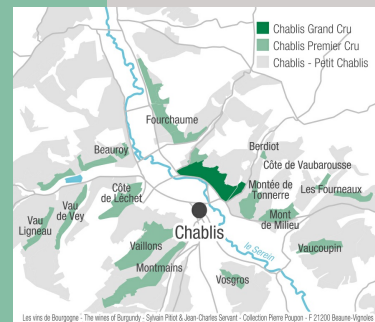 Chablis Grand Cru
Chablis Premier Cru
Chablis - Petit Chablis
Fourchaume
Berdiot
Beauroy
Côte de Vaubarousse
Montée de
Tonnerre
Les Fourneaux
Côte
de Léchet
Vau
de Vey
Mont
de Milieu
Vau
Ligneau
Chablis
Vaillons
le Serein
Vaucoupin
Montmains
Vosgros
Les vins de Bourgogne - The wines of Burgundy - Sylvain Pitiot & Jean-Charles Servant - Collection Pierre Poupon - F 21200 Beaune-Vignoles